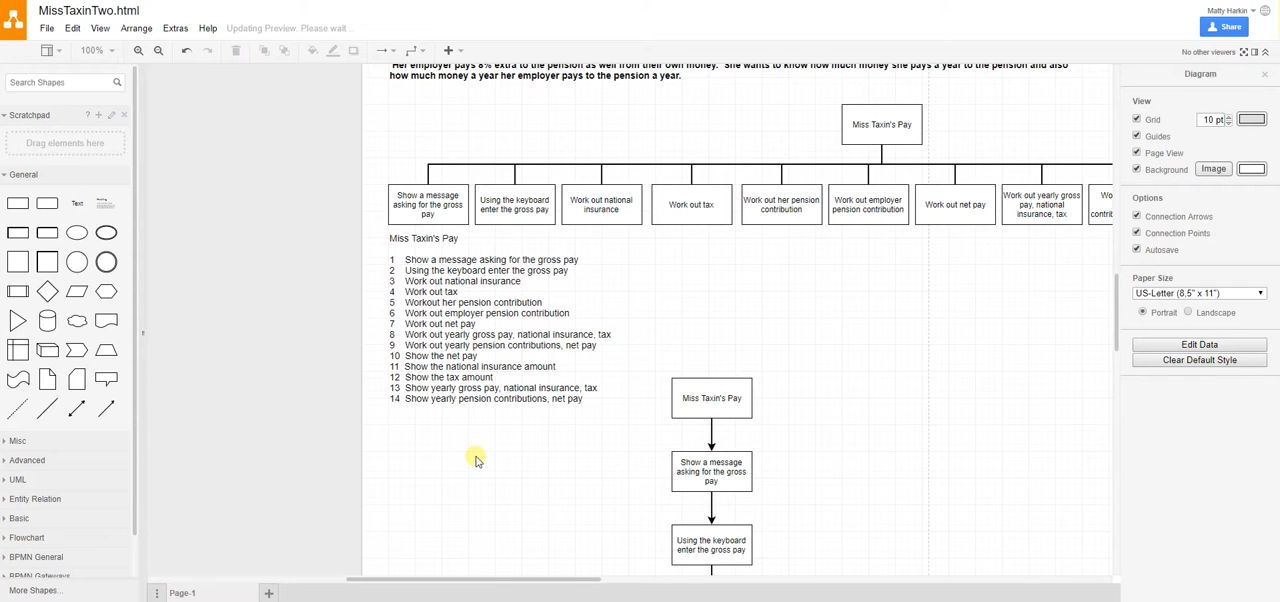 MissTaxinTwo.html
Matty Harkin
File Edit View Arrange Extras Help Updating Preview. Please wait...
Share
100%
No other viewers
Search Shapes
Scratchpad
Drag elements here
General
Text
Heading
Misc
Advanced
UML
Entity Relation
Basic
Flowchart
BPMN General
BPMN Gateways
More Shapes...
Her employer pays 8% extra to the pension as well from their own money. She wants to know how much money she pays a year to the pension and also
how much money a year her employer pays to the pension a year.
Miss Taxin's Pay
Show a message
asking for the gross
pay
Using the keyboard
enter the gross pay
Work out national
insurance
Work out tax
Work out her pension
contribution
Work out employer
pension contribution
Work out net pay
Work out yearly gross
pay, national
insurance, tax
Miss Taxin's Pay
1 Show a message asking for the gross pay
2 Using the keyboard enter the gross pay
3 Work out national insurance
4 Work out tax
5 Workout her pension contribution
6 Work out employer pension contribution
7 Work out net pay
8 Work out yearly gross pay, national insurance, tax
9 Work out yearly pension contributions, net pay
10 Show the net pay
11 Show the national insurance amount
12 Show the tax amount
13 Show yearly gross pay, national insurance, tax
14 Show yearly pension contributions, net pay
Miss Taxin's Pay
Show a message
asking for the gross
pay
Using the keyboard
enter the gross pay
Page-1
Diagram
View
Grid 10 pt
Guides
Page View
Background Image
Options
Connection Arrows
Connection Points
Autosave
Paper Size
US-Letter (8,5" x 11")
Portrait Landscape
Edit Data
Clear Default Style